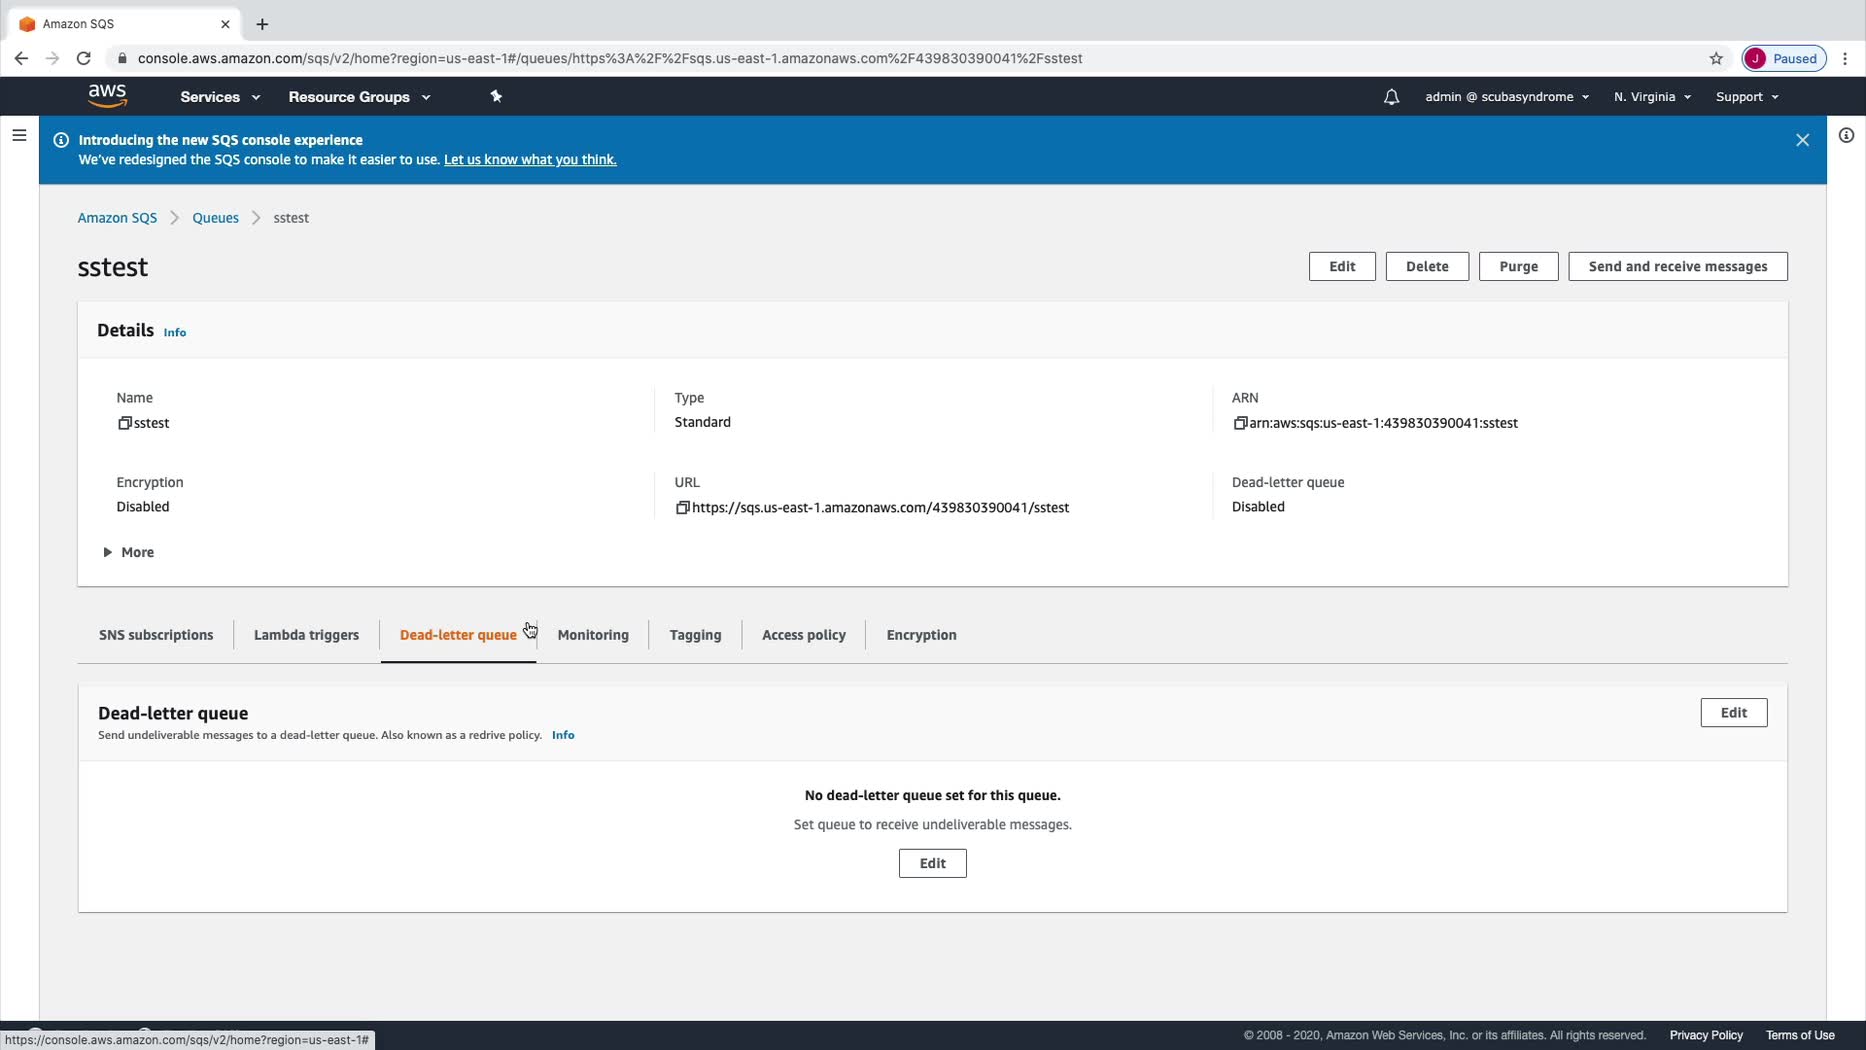 Amazon SQS
console.aws.amazon.com/sqs/v2/home?region=us-east-1#/queues/https%3A%2F%2Fsqs.us-east-1.amazonaws.com%2F439830390041%2Fsstest
J Paused
aws Services Resource Groups admin @ scubasyndrome N. Virginia Support
Introducing the new SQS console experience
We've redesigned the SQS console to make it easier to use. Let us know what you think.
Amazon SQS Queues sstest
sstest Edit Delete Purge Send and receive messages
Details Info
Name Type ARN
sstest Standard arn:aws:sqs:us-east-1:439830390041:sstest
Encryption URL Dead-letter queue
Disabled https://sqs.us-east-1.amazonaws.com/439830390041/sstest Disabled
More
SNS subscriptions Lambda triggers Dead-letter queue Monitoring Tagging Access policy Encryption
Dead-letter queue Edit
Send undeliverable messages to a dead-letter queue. Also known as a redrive policy. Info
No dead-letter queue set for this queue.
Set queue to receive undeliverable messages.
Edit
https://console.aws.amazon.com/sqs/v2/home?region=us-east-1# © 2008 - 2020, Amazon Web Services, Inc. or its affiliates. All rights reserved. Privacy Policy Terms of Use